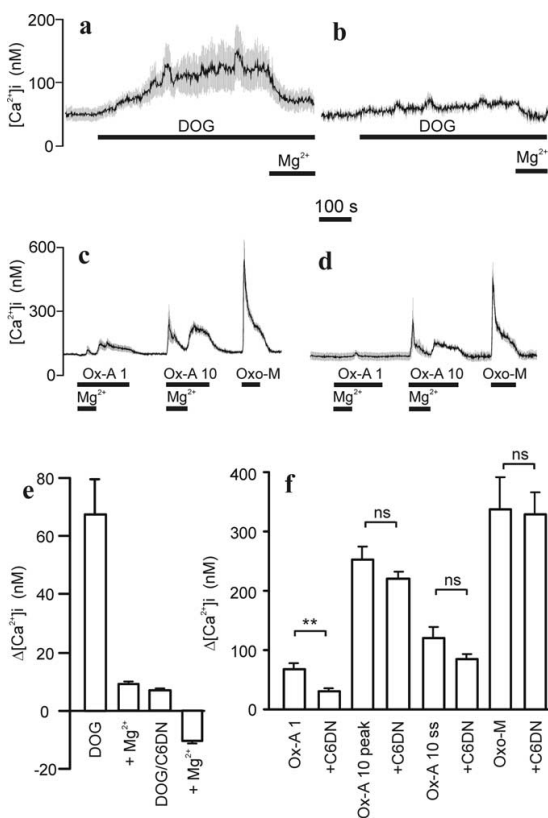 a
b
200
100
0
[Ca²⁺]i (nM)
DOG
DOG
Mg²⁺
Mg²⁺
100 s
c
d
600
300
0
[Ca²⁺]i (nM)
Ox-A 1
Ox-A 10
Oxo-M
Ox-A 1
Ox-A 10
Oxo-M
Mg²⁺
Mg²⁺
Mg²⁺
Mg²⁺
e
80
60
40
20
0
-20
Δ[Ca²⁺]i (nM)
DOG
+ Mg²⁺
DOG/C6DN
+ Mg²⁺
f
400
300
200
100
0
Δ[Ca²⁺]i (nM)
**
ns
ns
ns
Ox-A 1
+C6DN
Ox-A 10 peak
+C6DN
Ox-A 10 ss
+C6DN
Oxo-M
+C6DN